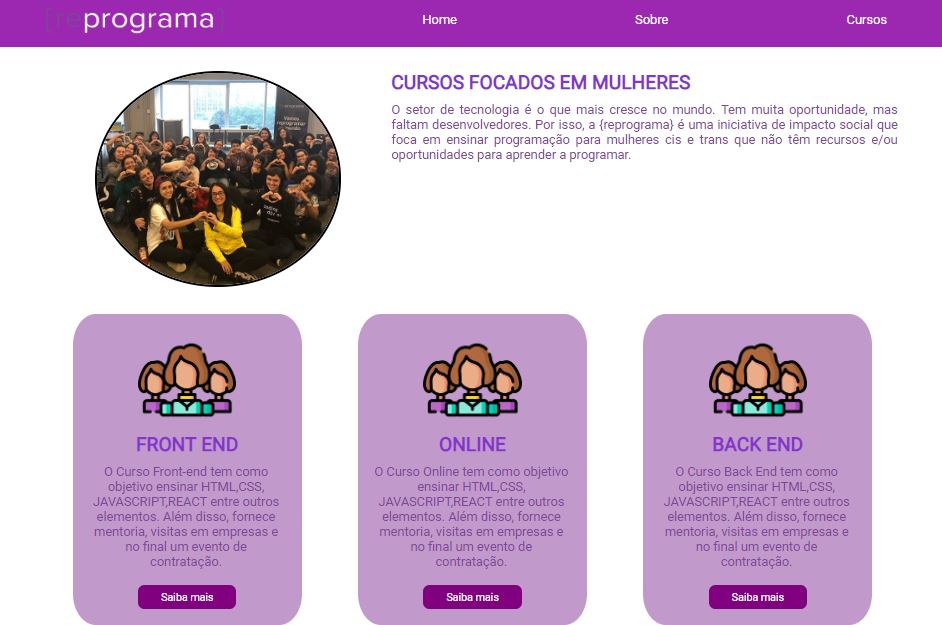 {reprograma}
Home
Sobre
Cursos
CURSOS FOCADOS EM MULHERES
O setor de tecnologia é o que mais cresce no mundo. Tem muita oportunidade, mas
faltam desenvolvedores. Por isso, a {reprograma} é uma iniciativa de impacto social que
foca em ensinar programação para mulheres cis e trans que não têm recursos e/ou
oportunidades para aprender a programar.
FRONT END
O Curso Front-end tem como
objetivo ensinar HTML,CSS,
JAVASCRIPT,REACT entre outros
elementos. Além disso, fornece
mentoria, visitas em empresas e
no final um evento de
contratação.
Saiba mais
ONLINE
O Curso Online tem como objetivo
ensinar HTML,CSS,
JAVASCRIPT,REACT entre outros
elementos. Além disso, fornece
mentoria, visitas em empresas e
no final um evento de
contratação.
Saiba mais
BACK END
O Curso Back End tem como
objetivo ensinar HTML,CSS,
JAVASCRIPT,REACT entre outros
elementos. Além disso, fornece
mentoria, visitas em empresas e
no final um evento de
contratação.
Saiba mais